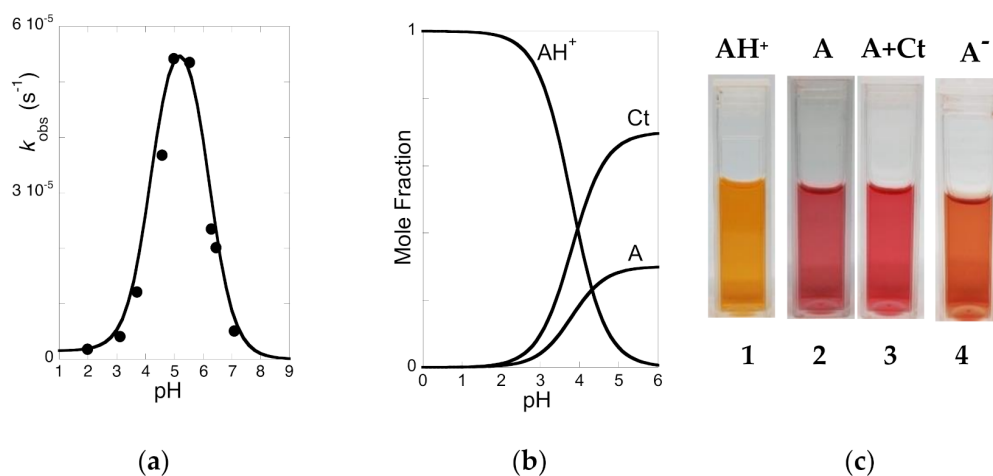 6 10⁻⁵
3 10⁻⁵
0
k_obs (s⁻¹)
1 2 3 4 5 6 7 8 9
pH
(a)
1
0
Mole Fraction
AH⁺
Ct
A
0 1 2 3 4 5 6
pH
(b)
AH⁺ A A+Ct A⁻
1 2 3 4
(c)